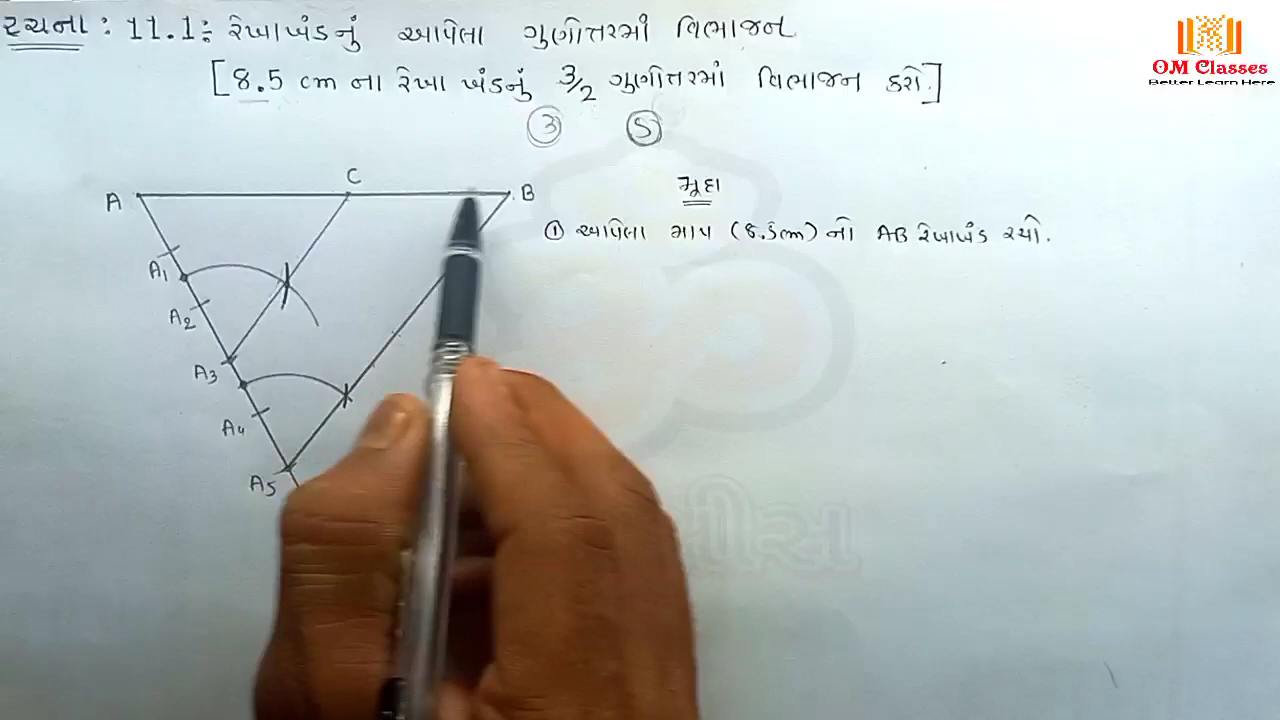 રચના : 11.1 : રેખાખંડનું આપેલા ગુણોત્તરમાં વિભાજન
[8.5 cm ના રેખા ખંડનું 3/2 ગુણોત્તરમાં વિભાજન કરો.]
3 5
OM Classes
Better Learn Here
A C B
A1
A2
A3
A4
A5
મુદ્દા
① આપેલા માપ (8.5cm) નો AB રેખાખંડ રચો.